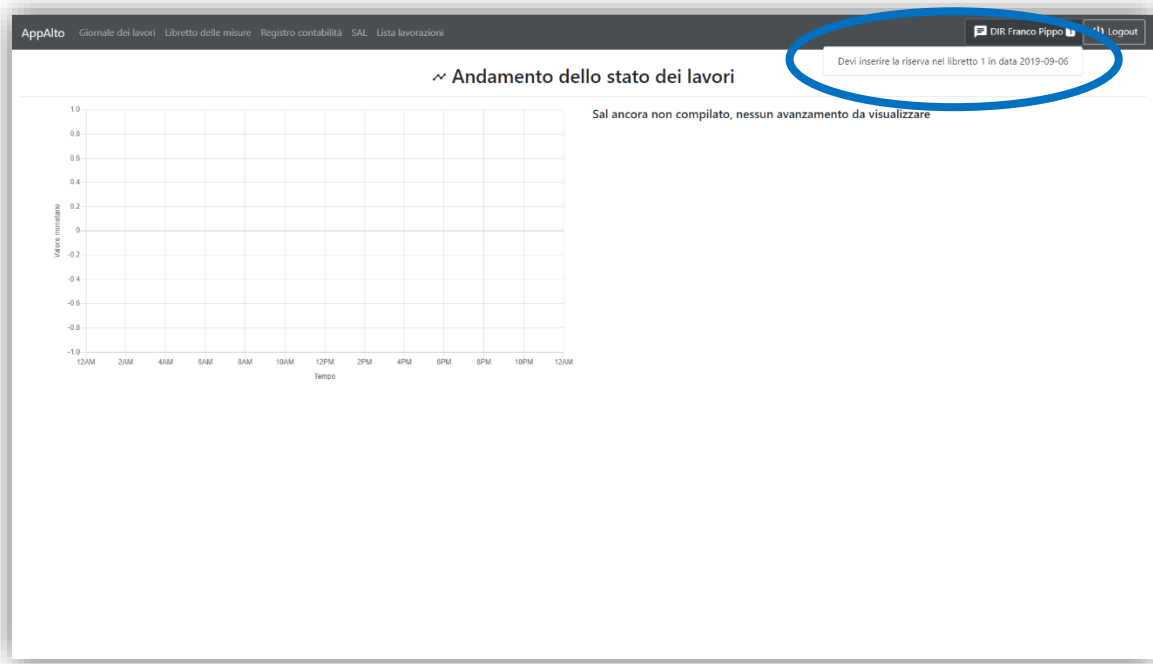 AppAlto Giornale dei lavori Libretto delle misure Registro contabilità SAL Lista lavorazioni DIR Franco Pippo 1 Logout
Devi inserire la riserva nel libretto 1 in data 2019-09-06
Andamento dello stato dei lavori
Sal ancora non compilato, nessun avanzamento da visualizzare
1.0
0.8
0.6
0.4
0.2
0
-0.2
-0.4
-0.6
-0.8
-1.0
Valore monetario
12AM 2AM 4AM 6AM 8AM 10AM 12PM 2PM 4PM 6PM 8PM 10PM 12AM
Tempo